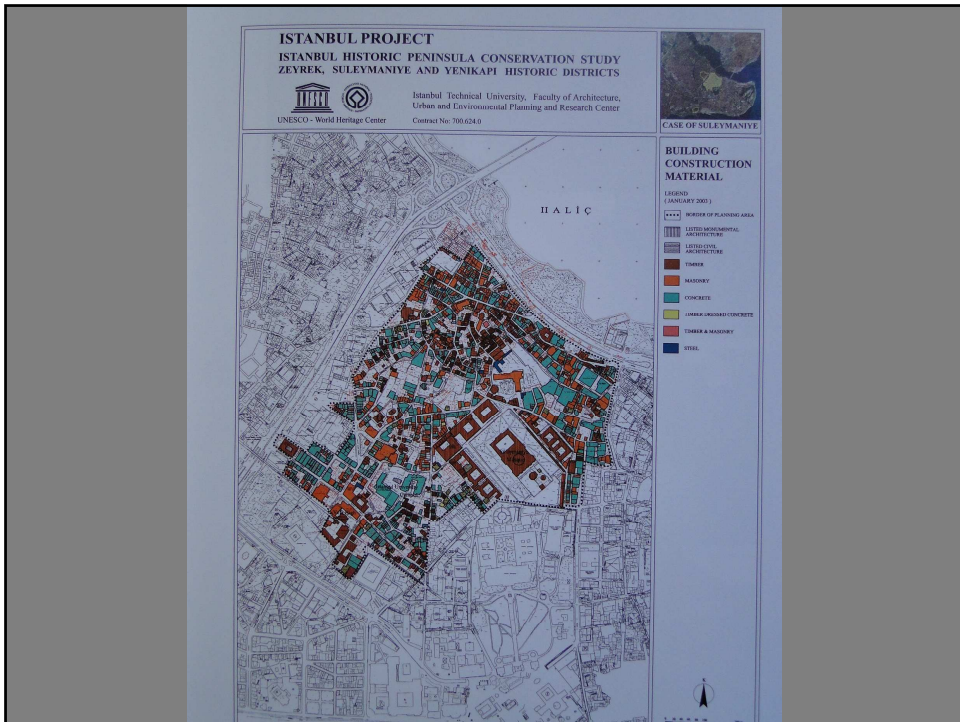 ISTANBUL PROJECT
ISTANBUL HISTORIC PENINSULA CONSERVATION STUDY
ZEYREK, SULEYMANIYE AND YENIKAPI HISTORIC DISTRICTS
UNESCO - World Heritage Center
Istanbul Technical University, Faculty of Architecture,
Urban and Environmental Planning and Research Center
Contract No: 700.624.0
CASE OF SULEYMANIYE
HALİÇ
BUILDING
CONSTRUCTION
MATERIAL
LEGEND
BORDER OF PLANNING AREA
LISTED MONUMENTAL
ARCHITECTURE
LISTED CIVIL
ARCHITECTURE
TIMBER
MASONRY
CONCRETE
TIMBER DRESSED CONCRETE
TIMBER & MASONRY
STEEL